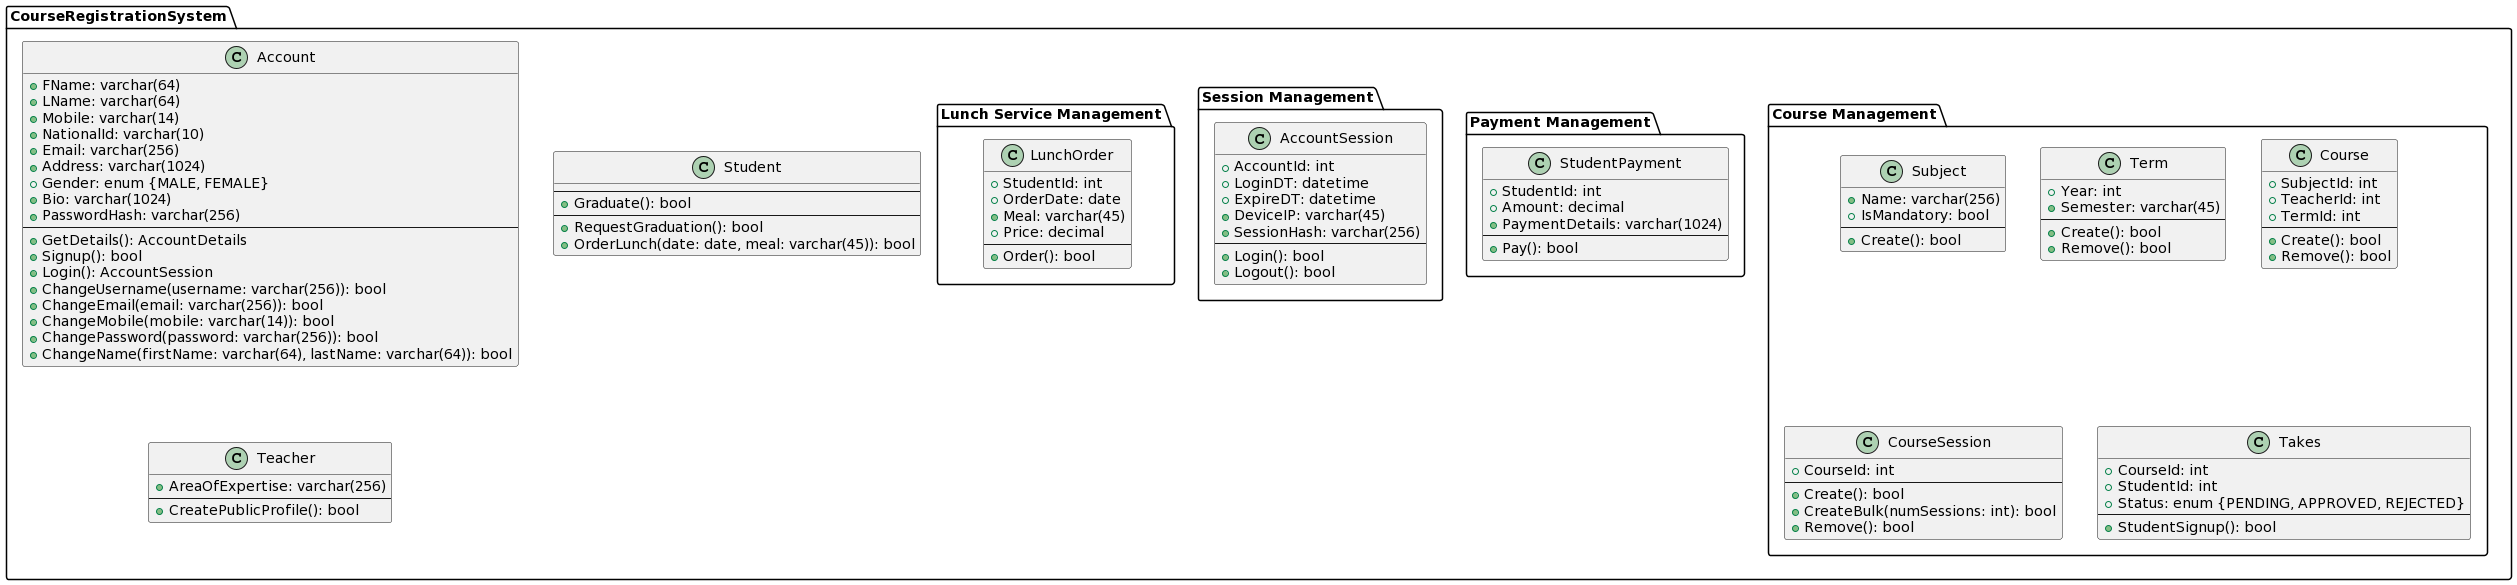 CourseRegistrationSystem
Account
FName: varchar(64)
LName: varchar(64)
Mobile: varchar(14)
NationalId: varchar(10)
Email: varchar(256)
Address: varchar(1024)
Gender: enum {MALE, FEMALE}
Bio: varchar(1024)
PasswordHash: varchar(256)
GetDetails(): AccountDetails
Signup(): bool
Login(): AccountSession
ChangeUsername(username: varchar(256)): bool
ChangeEmail(email: varchar(256)): bool
ChangeMobile(mobile: varchar(14)): bool
ChangePassword(password: varchar(256)): bool
ChangeName(firstName: varchar(64), lastName: varchar(64)): bool
Student
Graduate(): bool
RequestGraduation(): bool
OrderLunch(date: date, meal: varchar(45)): bool
Lunch Service Management
LunchOrder
StudentId: int
OrderDate: date
Meal: varchar(45)
Price: decimal
Order(): bool
Session Management
AccountSession
AccountId: int
LoginDT: datetime
ExpireDT: datetime
DeviceIP: varchar(45)
SessionHash: varchar(256)
Login(): bool
Logout(): bool
Payment Management
StudentPayment
StudentId: int
Amount: decimal
PaymentDetails: varchar(1024)
Pay(): bool
Course Management
Subject
Name: varchar(256)
IsMandatory: bool
Create(): bool
Term
Year: int
Semester: varchar(45)
Create(): bool
Remove(): bool
Course
SubjectId: int
TeacherId: int
TermId: int
Create(): bool
Remove(): bool
Teacher
AreaOfExpertise: varchar(256)
CreatePublicProfile(): bool
CourseSession
CourseId: int
Create(): bool
CreateBulk(numSessions: int): bool
Remove(): bool
Takes
CourseId: int
StudentId: int
Status: enum {PENDING, APPROVED, REJECTED}
StudentSignup(): bool